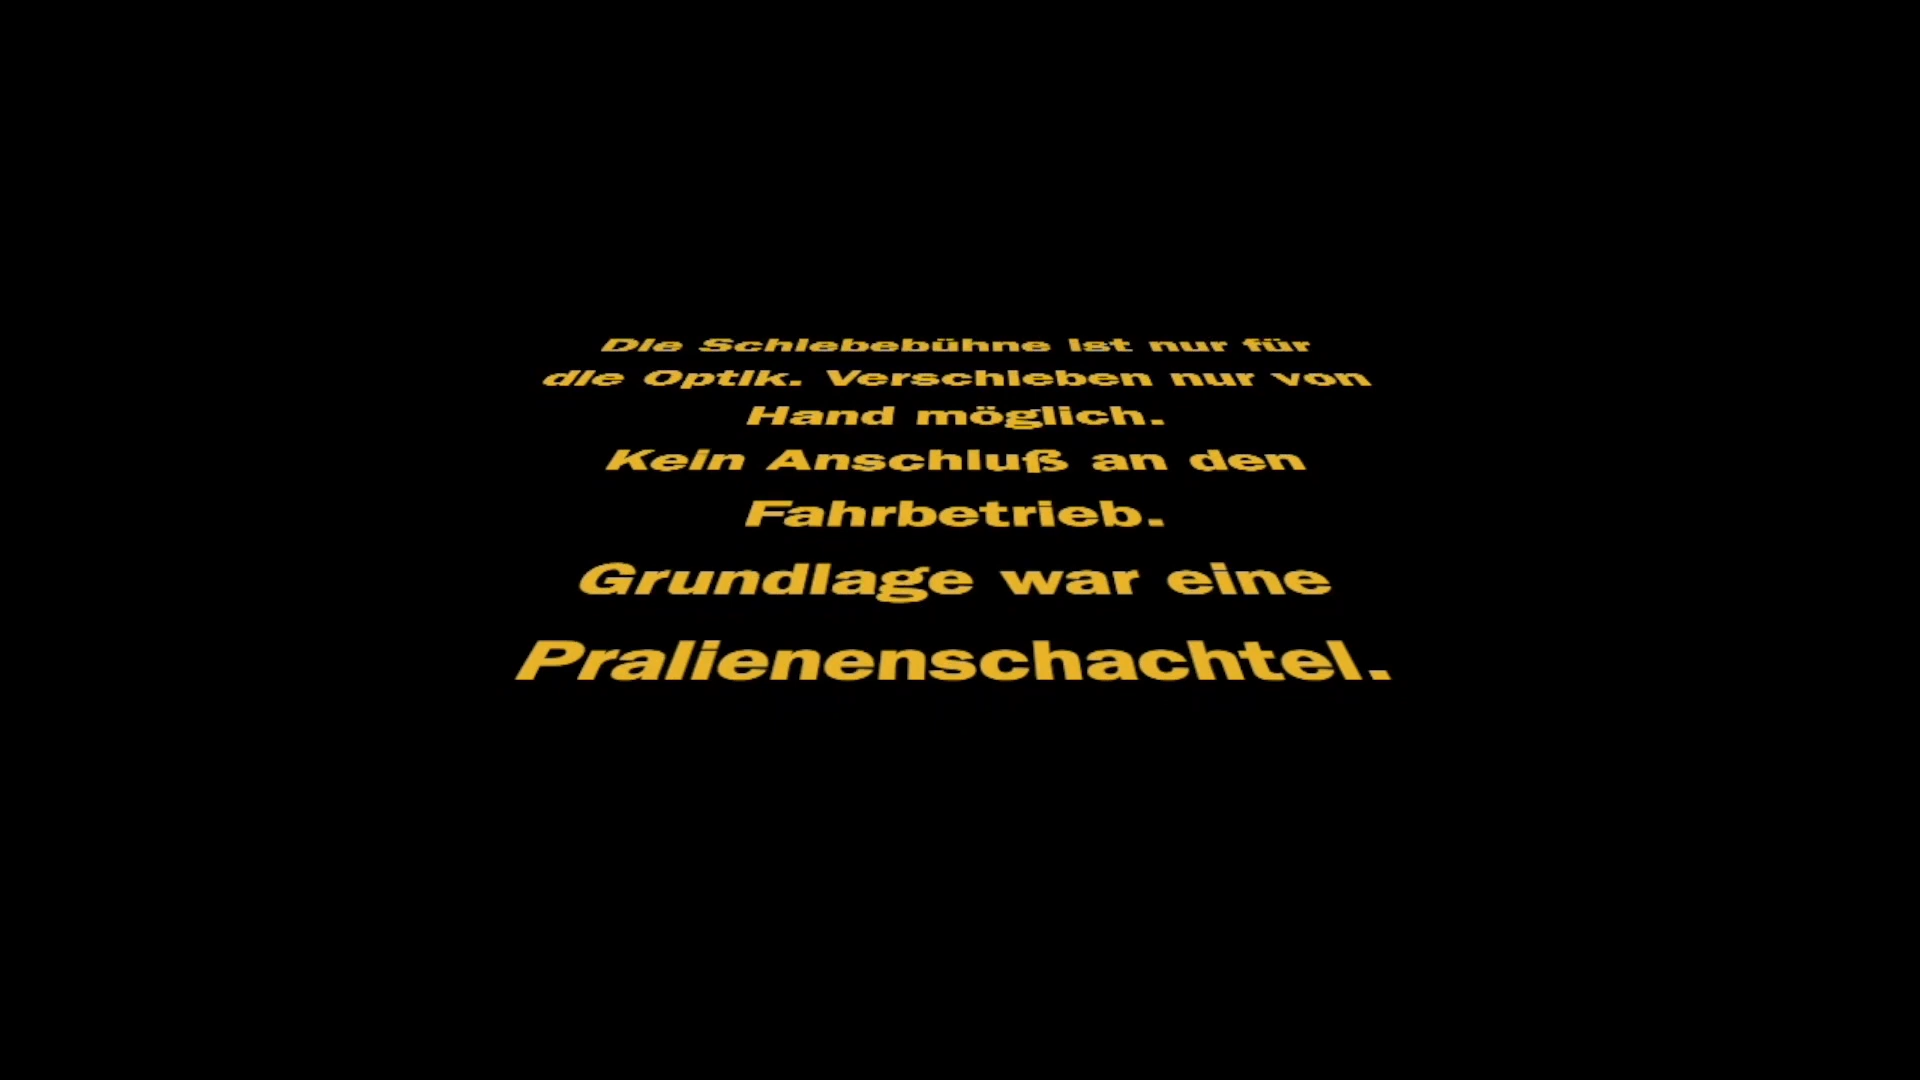 Die Schiebebühne ist nur für
die Optik. Verschieben nur von
Hand möglich.
Kein Anschluß an den
Fahrbetrieb.
Grundlage war eine
Pralienenschachtel.